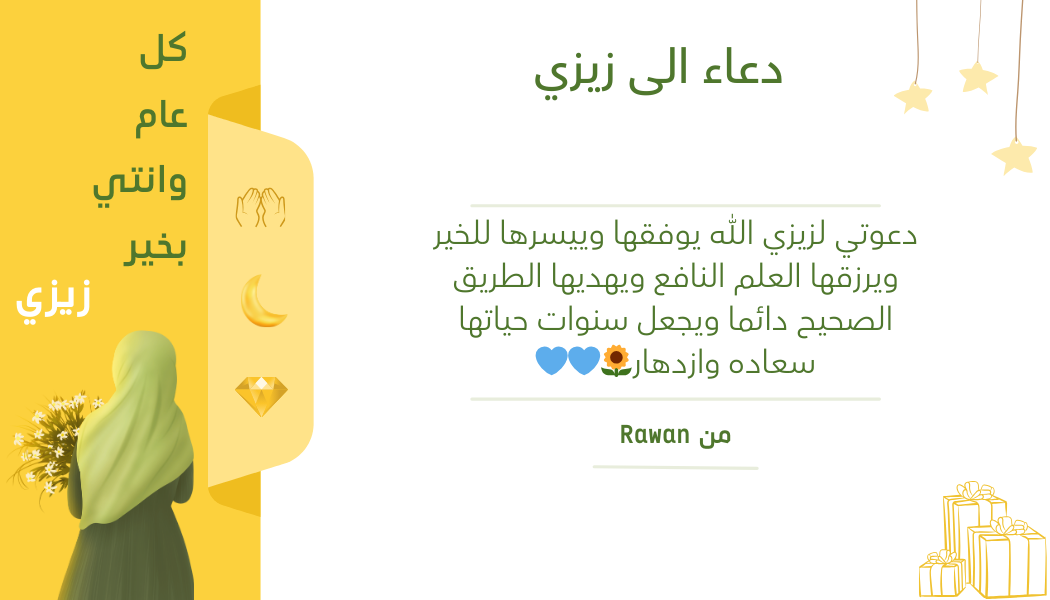 كل
عام
وانتي
بخير
زيزي
دعاء الى زيزي
دعوتي لزيزي الله يوفقها وييسرها للخير
ويرزقها العلم النافع ويهديها الطريق
الصحيح دائما ويجعل سنوات حياتها
سعاده وازدهار🌻💙💙
من Rawan